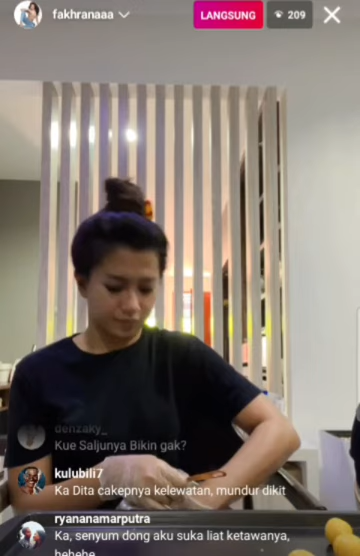 fakhranaaa
LANGSUNG
209
denzaky_
Kue Saljunya Bikin gak?
kulubili7
Ka Dita cakepnya kelewatan, mundur dikit
ryananamarputra
Ka, senyum dong aku suka liat ketawanya,
hehehe